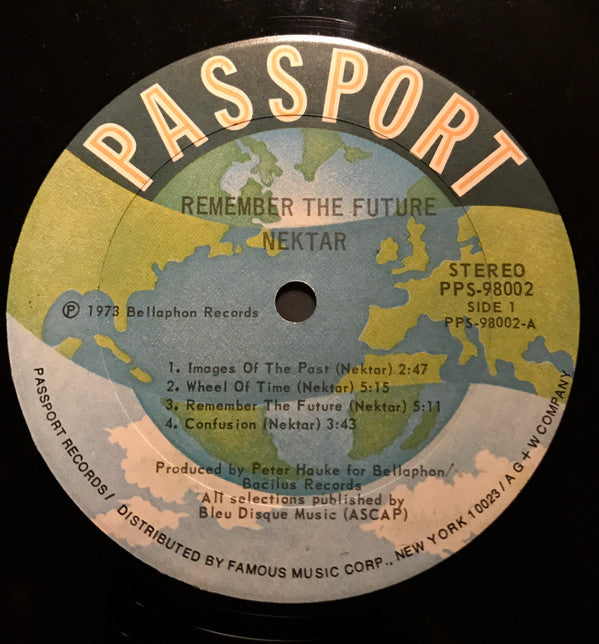 PASSPORT
REMEMBER THE FUTURE
NEKTAR
STEREO
PPS-98002
SIDE 1
PPS-98002-A
Ⓟ 1973 Bellaphon Records
1. Images Of The Past (Nektar) 2:47
2. Wheel Of Time (Nektar) 5:15
3. Remember The Future (Nektar) 5:11
4. Confusion (Nektar) 3:43
Produced by Peter Hauke for Bellaphon/
Bacilus Records
All selections published by
Bleu Disque Music (ASCAP)
PASSPORT RECORDS / DISTRIBUTED BY FAMOUS MUSIC CORP., NEW YORK 10023 / A G + W COMPANY